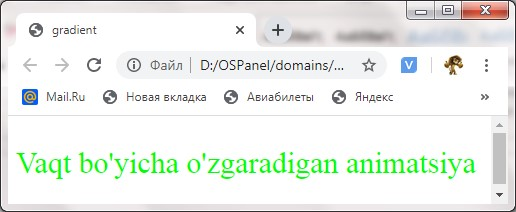 gradient
Файл D:/OSPanel/domains/...
Mail.Ru Новая вкладка Авиабилеты Яндекс »
Vaqt bo'yicha o'zgaradigan animatsiya